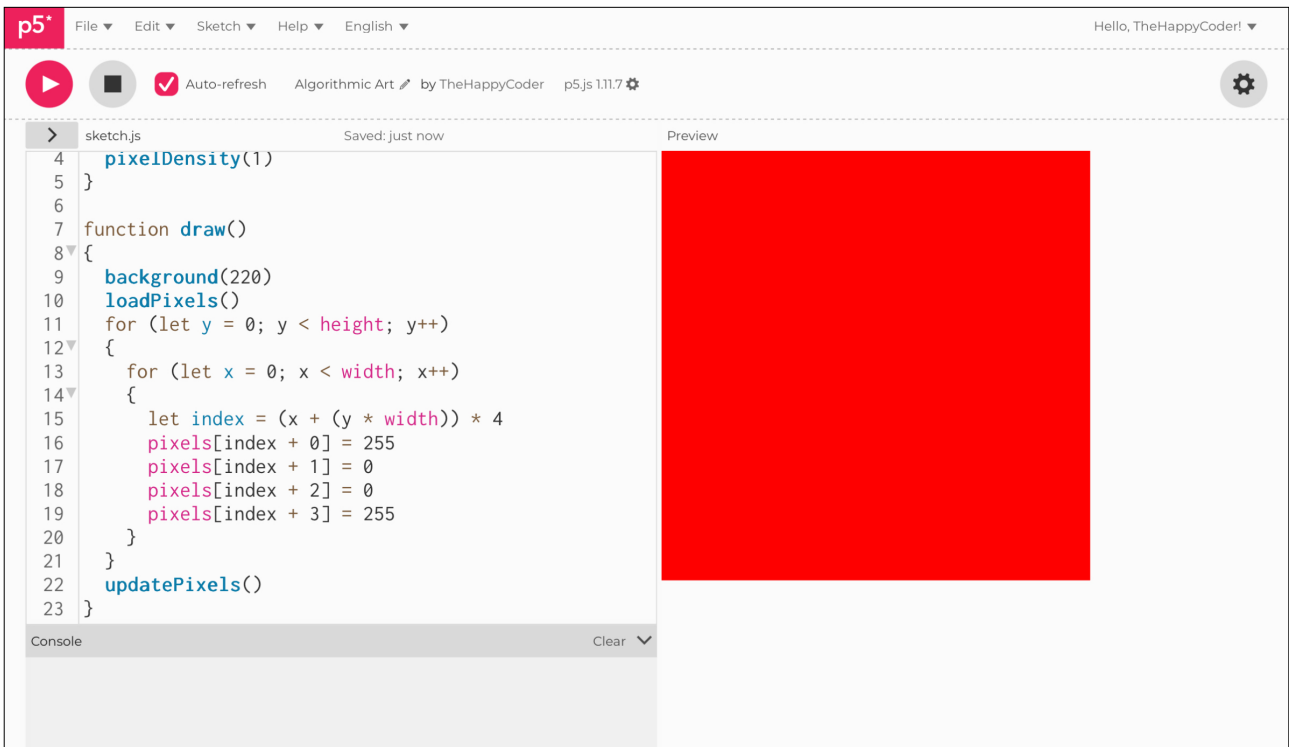 p5* File Edit Sketch Help English Hello, TheHappyCoder!
Auto-refresh Algorithmic Art by TheHappyCoder p5.js 1.11.7
sketch.js Saved: just now Preview
4 pixelDensity(1)
5 }
6
7 function draw()
8 {
9 background(220)
10 loadPixels()
11 for (let y = 0; y < height; y++)
12 {
13 for (let x = 0; x < width; x++)
14 {
15 let index = (x + (y * width)) * 4
16 pixels[index + 0] = 255
17 pixels[index + 1] = 0
18 pixels[index + 2] = 0
19 pixels[index + 3] = 255
20 }
21 }
22 updatePixels()
23 }
Console Clear